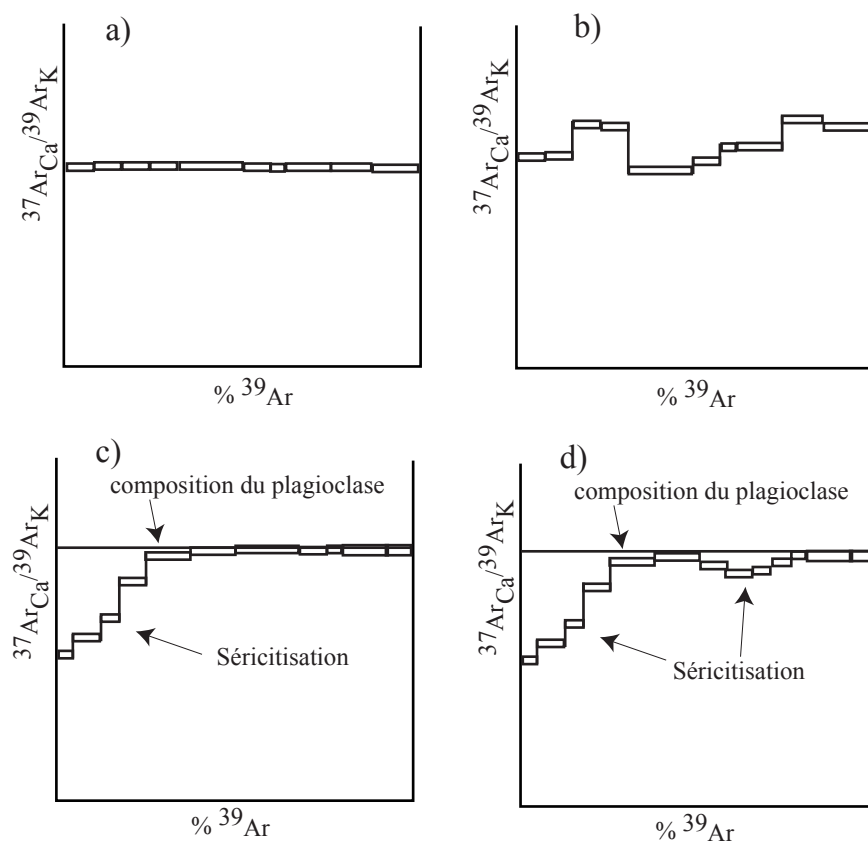 a)
37ArCa/39ArK
% 39Ar
b)
37ArCa/39ArK
% 39Ar
c)
composition du plagioclase
37ArCa/39ArK
Séricitisation
% 39Ar
d)
composition du plagioclase
37ArCa/39ArK
Séricitisation
% 39Ar